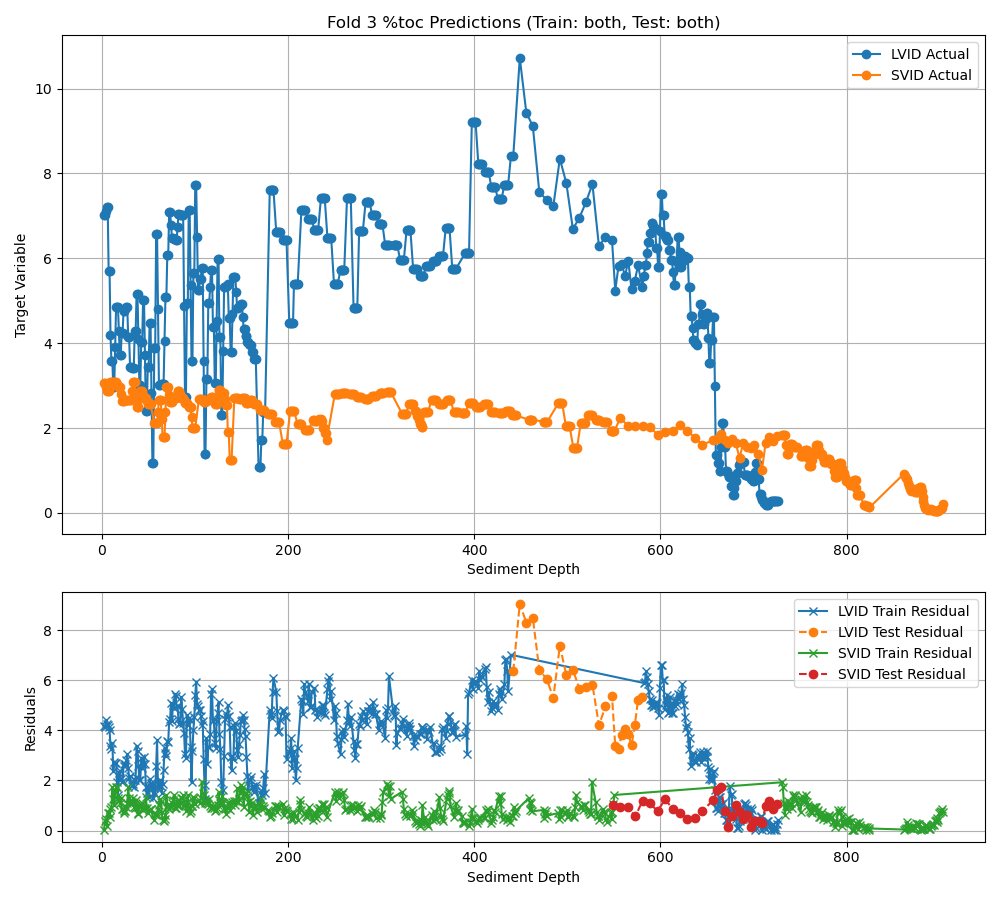 Fold 3 %toc Predictions (Train: both, Test: both)
LVID Actual
SVID Actual
Target Variable
10
8
6
4
2
0
0 200 400 600 800
Sediment Depth
LVID Train Residual
LVID Test Residual
SVID Train Residual
SVID Test Residual
Residuals
8
6
4
2
0
0 200 400 600 800
Sediment Depth